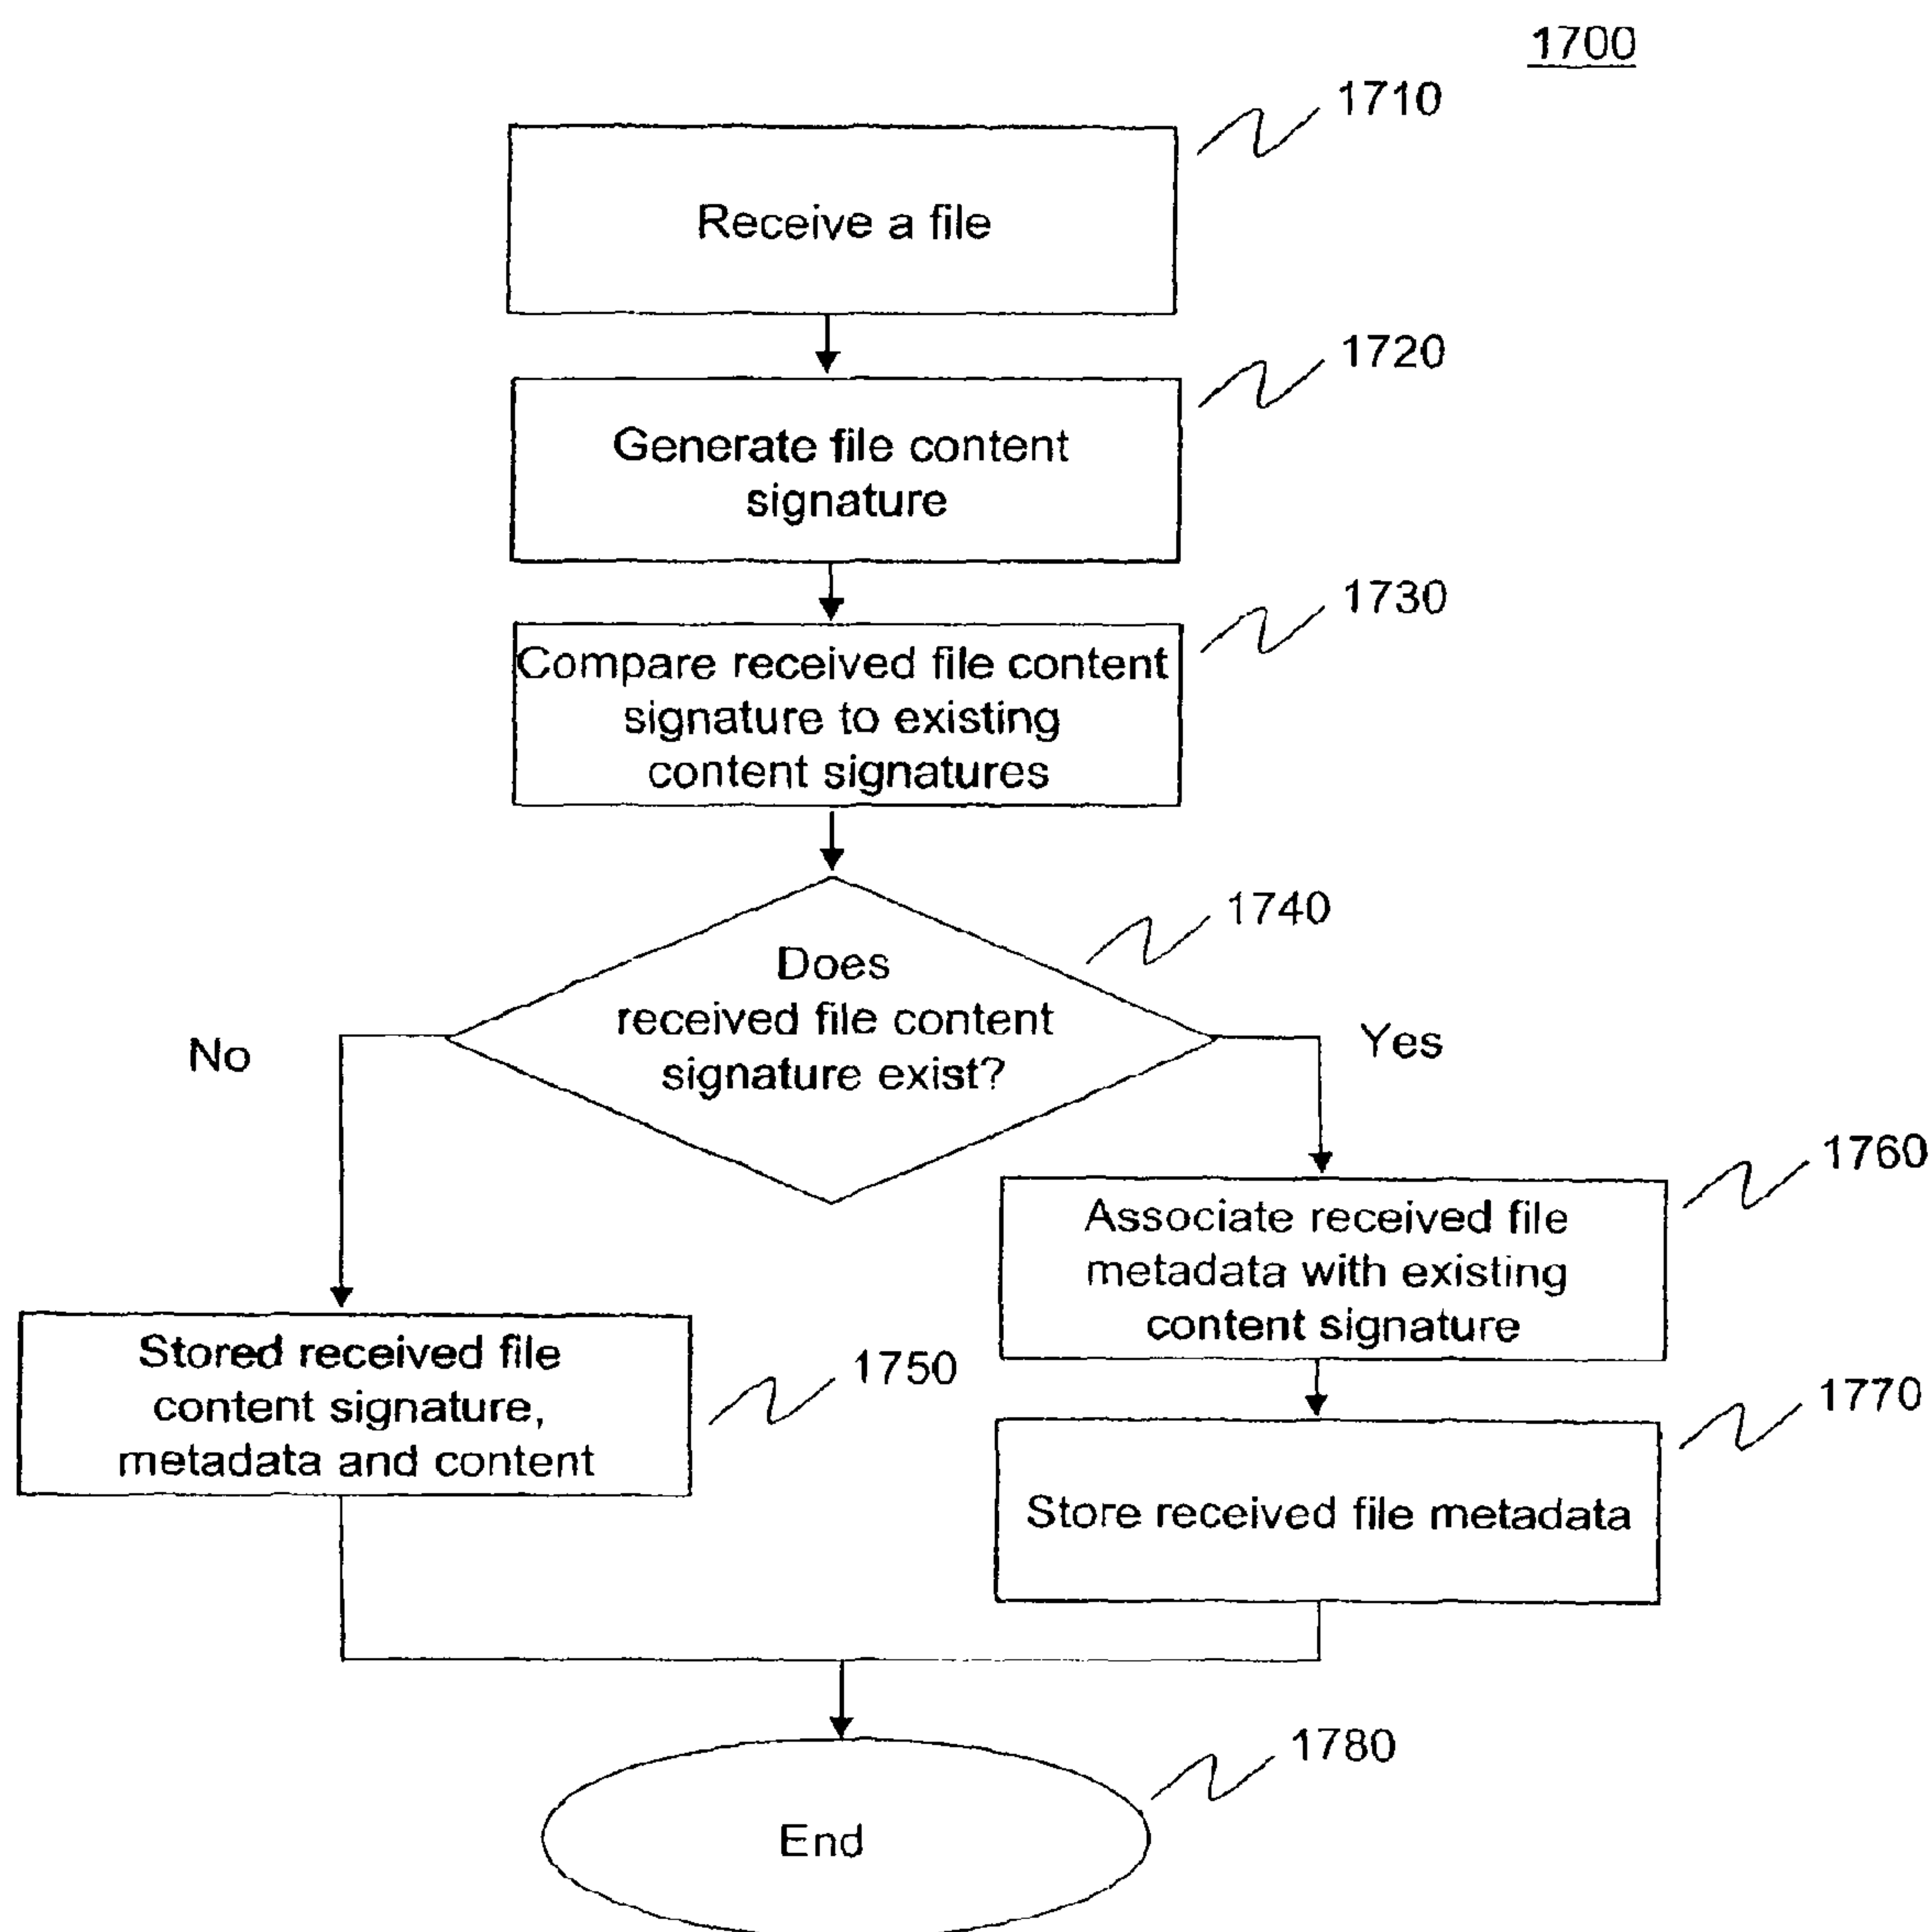 1700
1710
Receive a file
1720
Generate file content
signature
1730
Compare received file content
signature to existing
content signatures
1740
Does
received file content
signature exist?
No
Yes
1760
Associate received file
metadata with existing
content signature
1750
Stored received file
content signature,
metadata and content
1770
Store received file metadata
1780
End